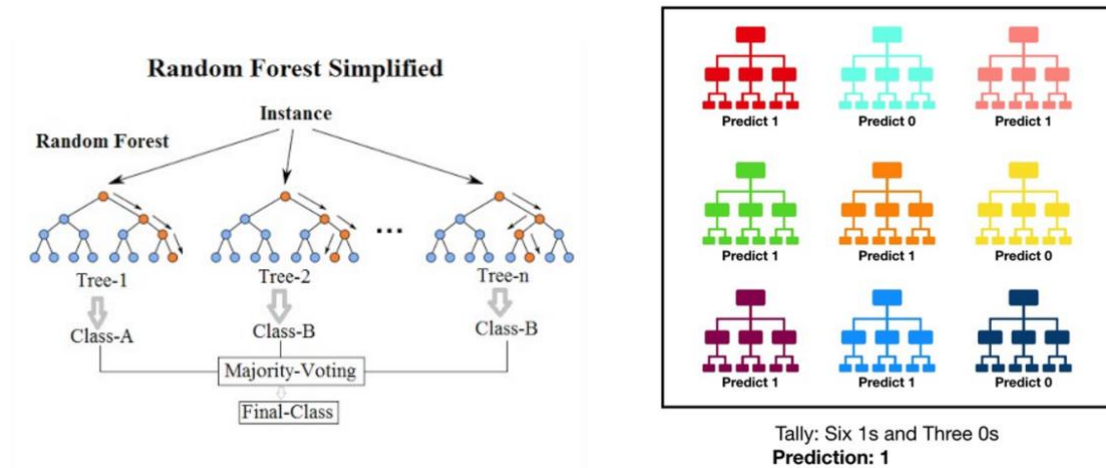 Random Forest Simplified
Instance
Random Forest
...
Tree-1 Tree-2 Tree-n
Class-A Class-B Class-B
Majority-Voting
Final-Class
Predict 1 Predict 0 Predict 1
Predict 1 Predict 1 Predict 0
Predict 1 Predict 1 Predict 0
Tally: Six 1s and Three 0s
Prediction: 1